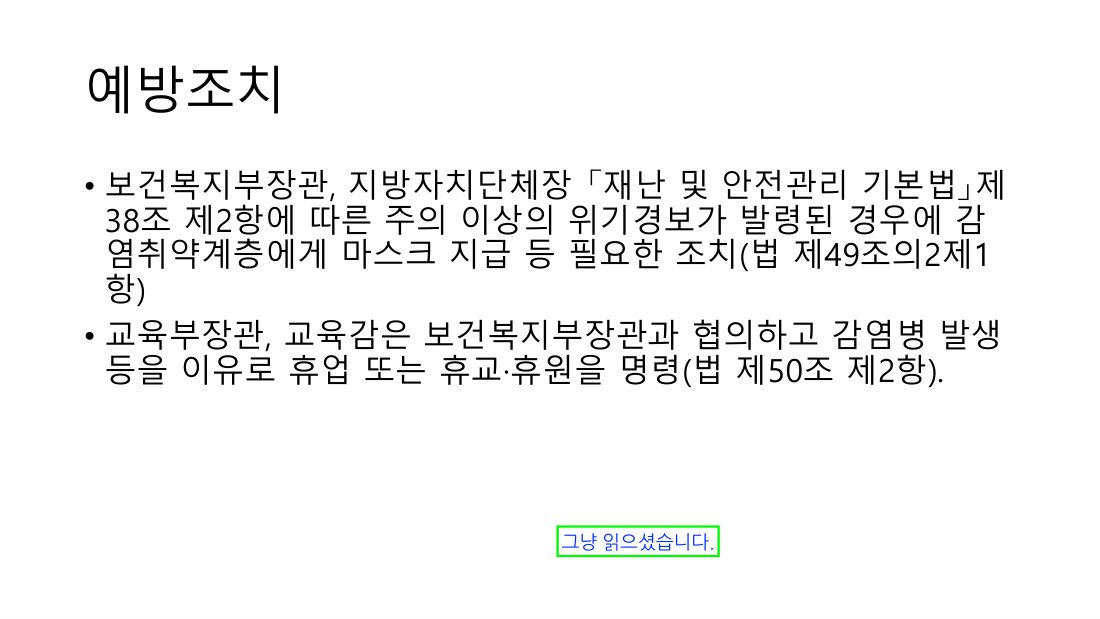 예방조치
• 보건복지부장관, 지방자치단체장 「재난 및 안전관리 기본법」제
38조 제2항에 따른 주의 이상의 위기경보가 발령된 경우에 감
염취약계층에게 마스크 지급 등 필요한 조치(법 제49조의2제1
항)
• 교육부장관, 교육감은 보건복지부장관과 협의하고 감염병 발생
등을 이유로 휴업 또는 휴교·휴원을 명령(법 제50조 제2항).
그냥 읽으셨습니다.